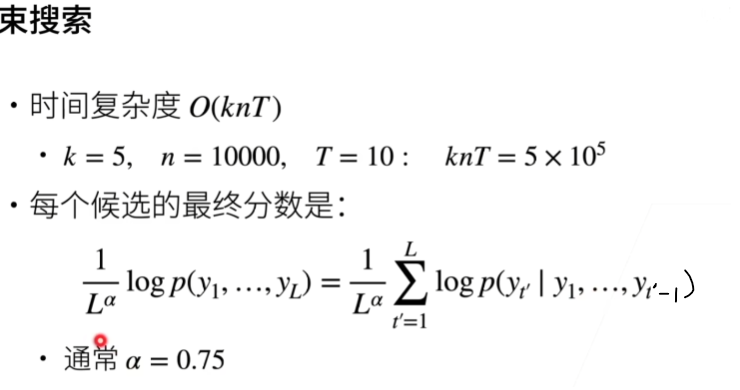 束搜索
· 时间复杂度 O(knT)
· k = 5, n = 10000, T = 10 : knT = 5 × 10⁵
· 每个候选的最终分数是：
1/L^α log p(y₁, …, y_L) = 1/L^α ∑_{t′=1}^{L} log p(y_{t′} | y₁, …, y_{t′-1})
· 通常 α = 0.75